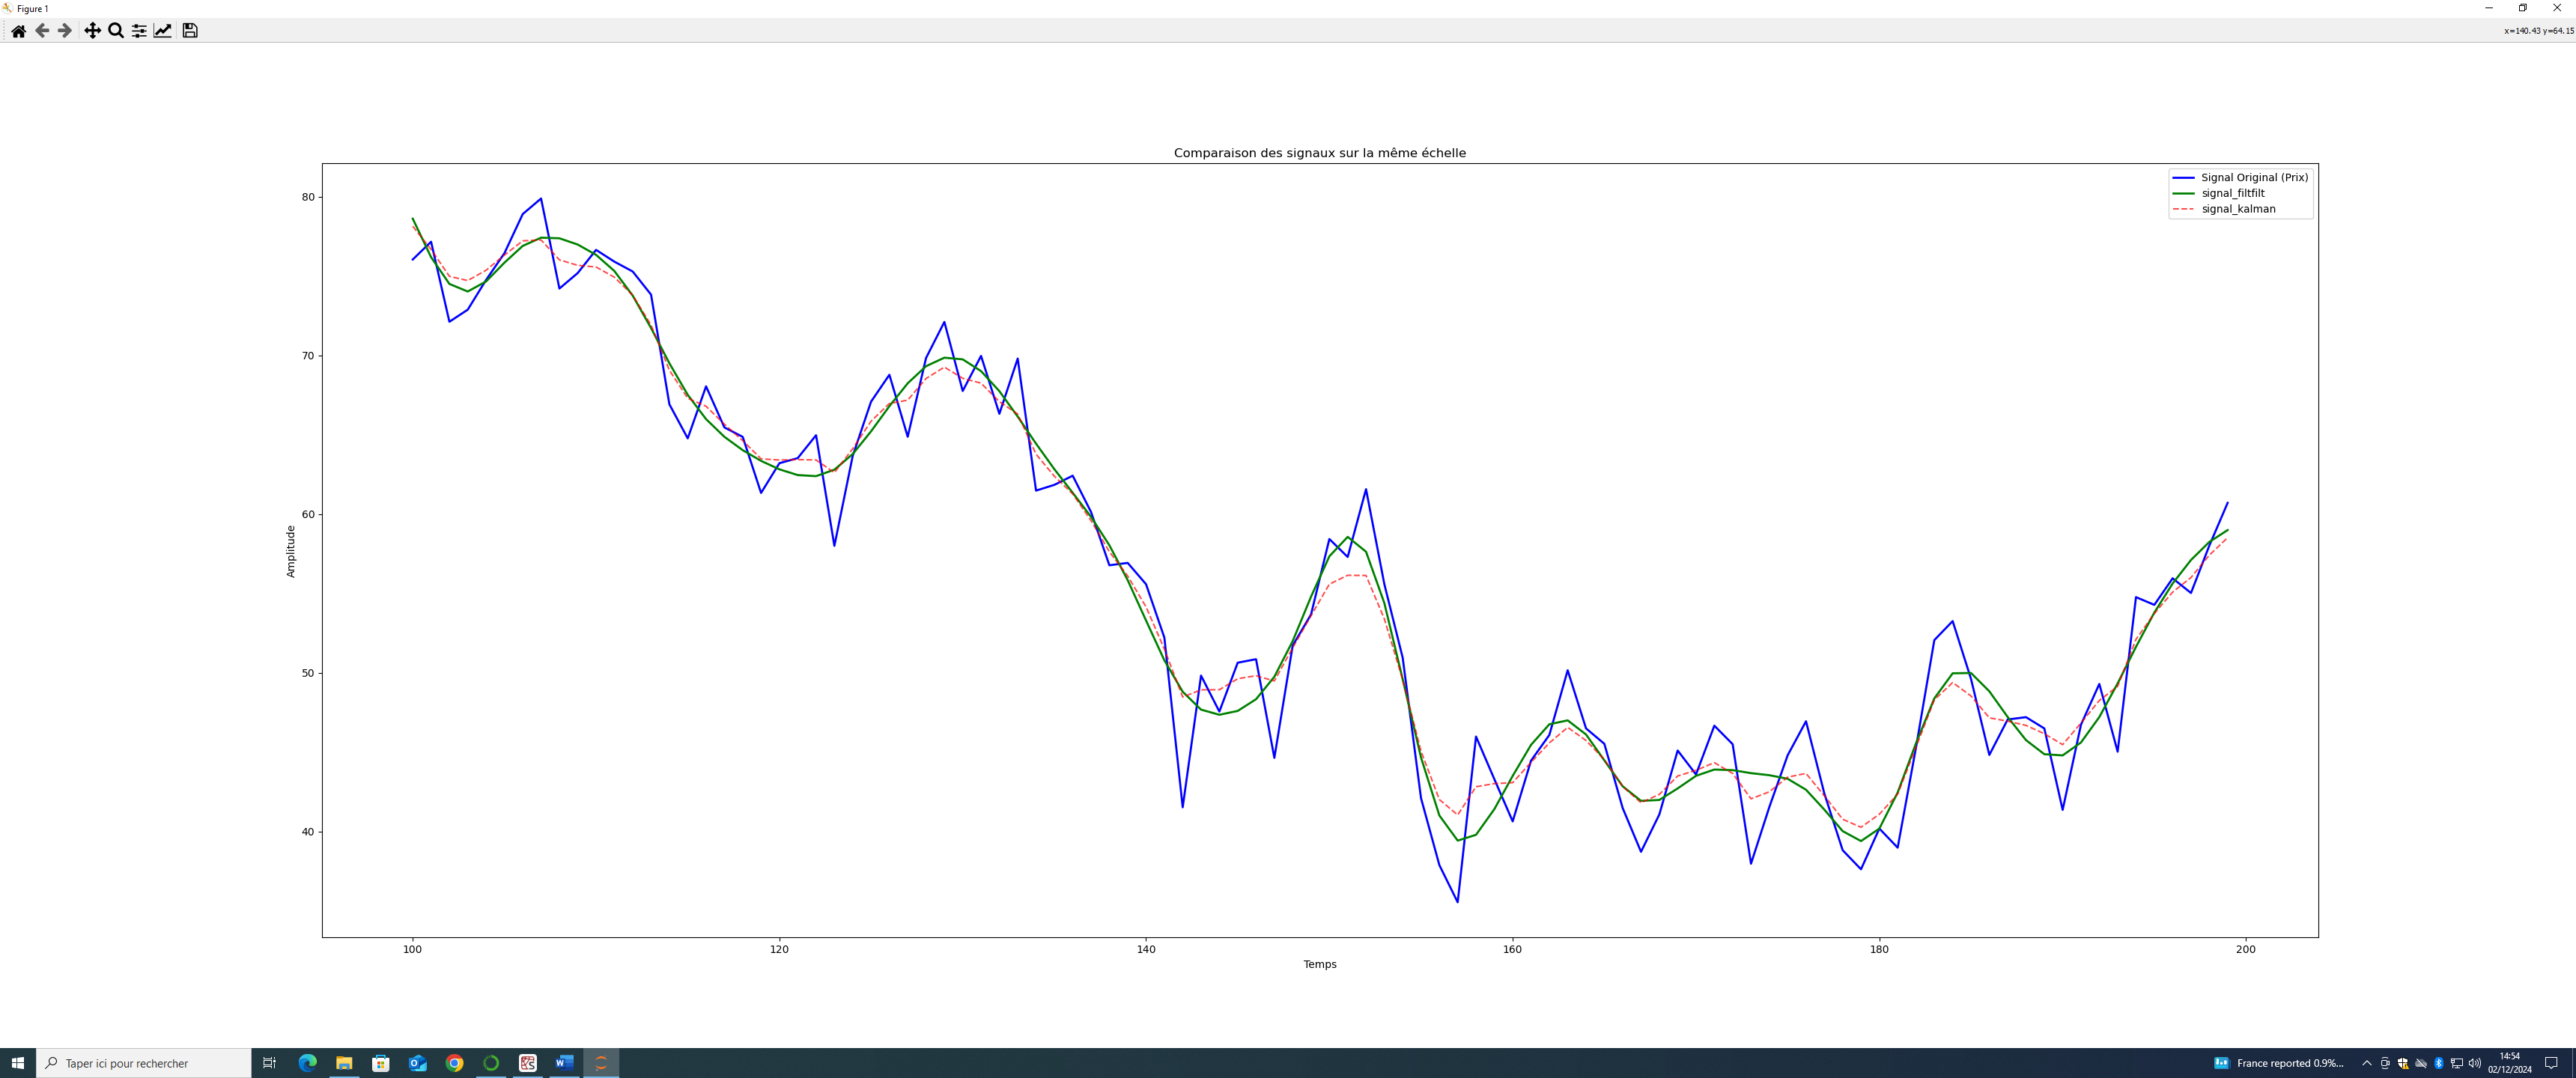 Figure 1
x=140.43 y=64.15
Comparaison des signaux sur la même échelle
Signal Original (Prix)
signal_filtfilt
signal_kalman
80
70
60
50
40
Amplitude
100
120
140
160
180
200
Temps
Taper ici pour rechercher
France reported 0.9%...
14:54
02/12/2024